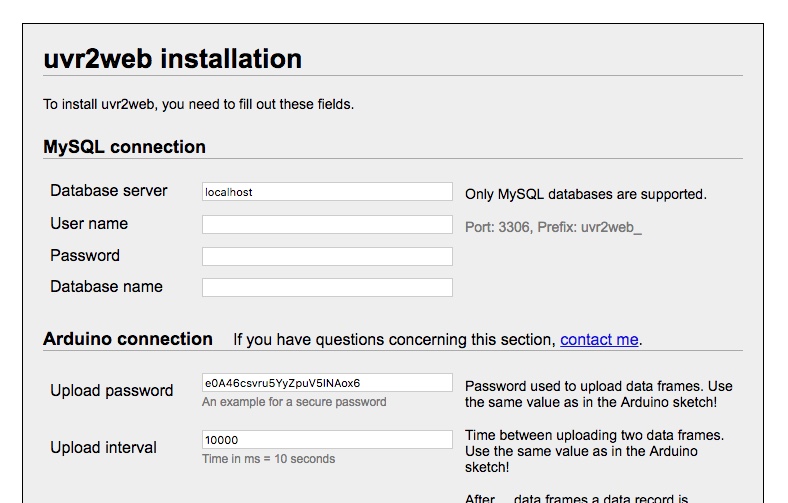 uvr2web installation
To install uvr2web, you need to fill out these fields.
MySQL connection
Database server localhost Only MySQL databases are supported.
User name Port: 3306, Prefix: uvr2web_
Password
Database name
Arduino connection If you have questions concerning this section, contact me.
Upload password e0A46csvru5YyZpuV5INAox6 Password used to upload data frames. Use
An example for a secure password the same value as in the Arduino sketch!
Upload interval 10000 Time between uploading two data frames.
Time in ms = 10 seconds Use the same value as in the Arduino
sketch!
After data frames a data record is